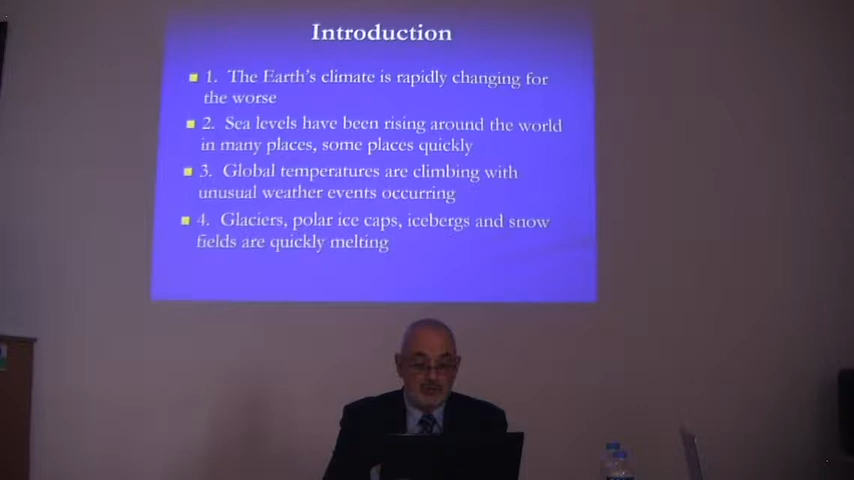 Introduction
1. The Earth's climate is rapidly changing for
the worse
2. Sea levels have been rising around the world
in many places, some places quickly
3. Global temperatures are climbing with
unusual weather events occurring
4. Glaciers, polar ice caps, icebergs and snow
fields are quickly melting